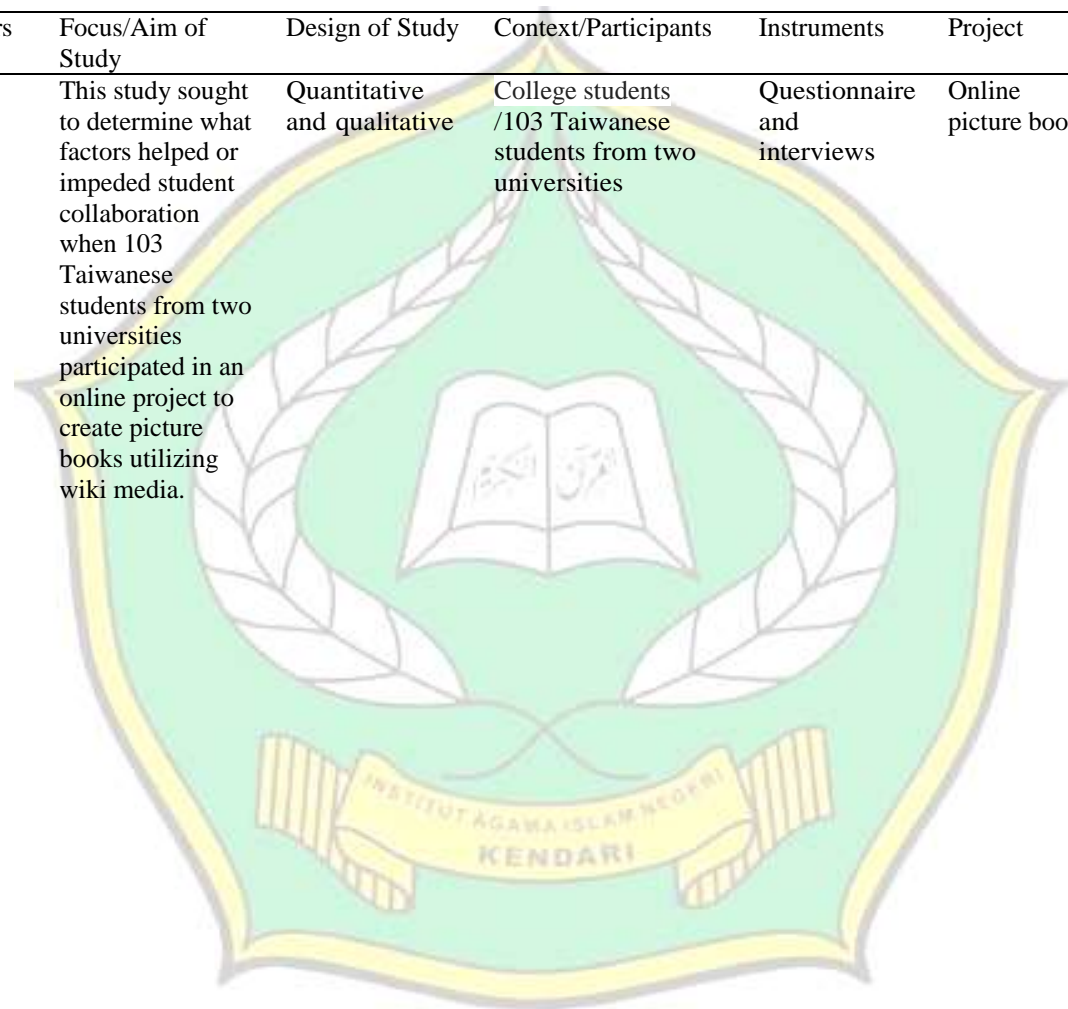 rs Focus/Aim of Design of Study Context/Participants Instruments Project
Study
This study sought Quantitative College students Questionnaire Online
to determine what and qualitative /103 Taiwanese and picture boo
factors helped or students from two interviews
impeded student universities
collaboration
when 103
Taiwanese
students from two
universities
participated in an
online project to
create picture
books utilizing
wiki media.
INSTITUT AGAMA ISLAM NEGERI
KENDARI